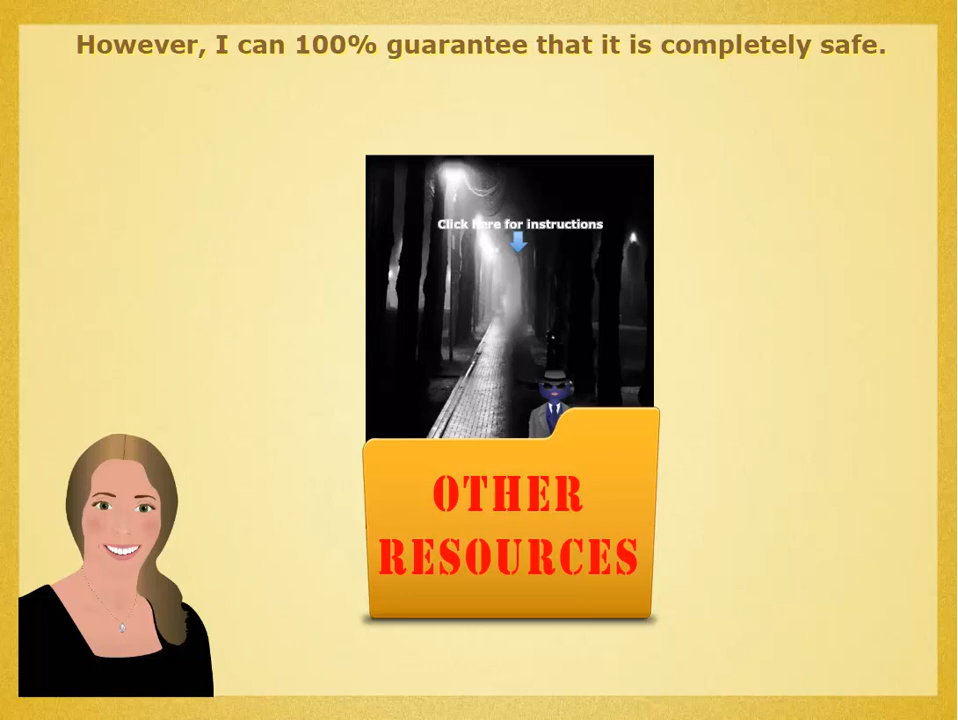 However, I can 100% guarantee that it is completely safe.
Click here for instructions
OTHER
RESOURCES